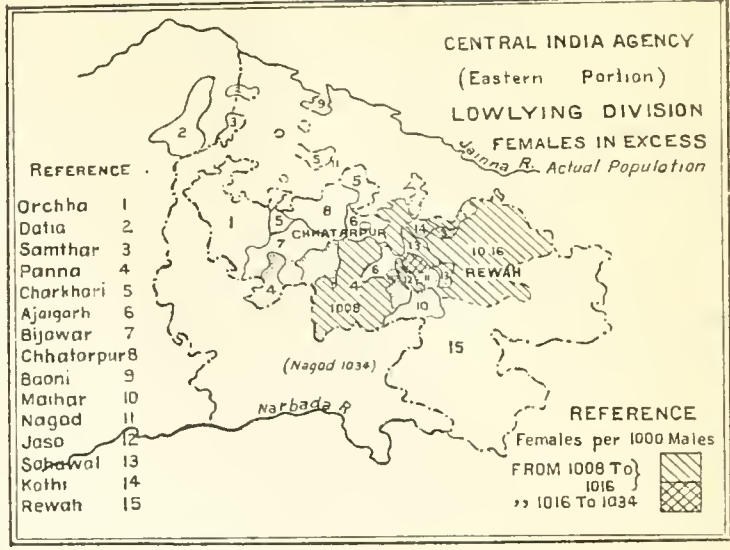 CENTRAL INDIA AGENCY
(Eastern Portion)
LOWLYING DIVISION
FEMALES IN EXCESS
Jamna R. Actual Population
REFERENCE.
Orchha 1
Datia 2
Samthar 3
Panna 4
Charkhari 5
Ajaigarh 6
Bijawar 7
Chhatarpur 8
Baoni 9
Maihar 10
Nagod 11
Jaso 12
Sohawal 13
Kothi 14
Rewah 15
2
3
9
5
11
5
1
5
8
6
CHHATARPUR
7
14
13
10.16
REWAH
4
4
6
12
11
13
1008
10
15
(Nagod 1034)
Narbada R
REFERENCE
Females per 1000 Males
FROM 1008 To
1016
,, 1016 To 1034